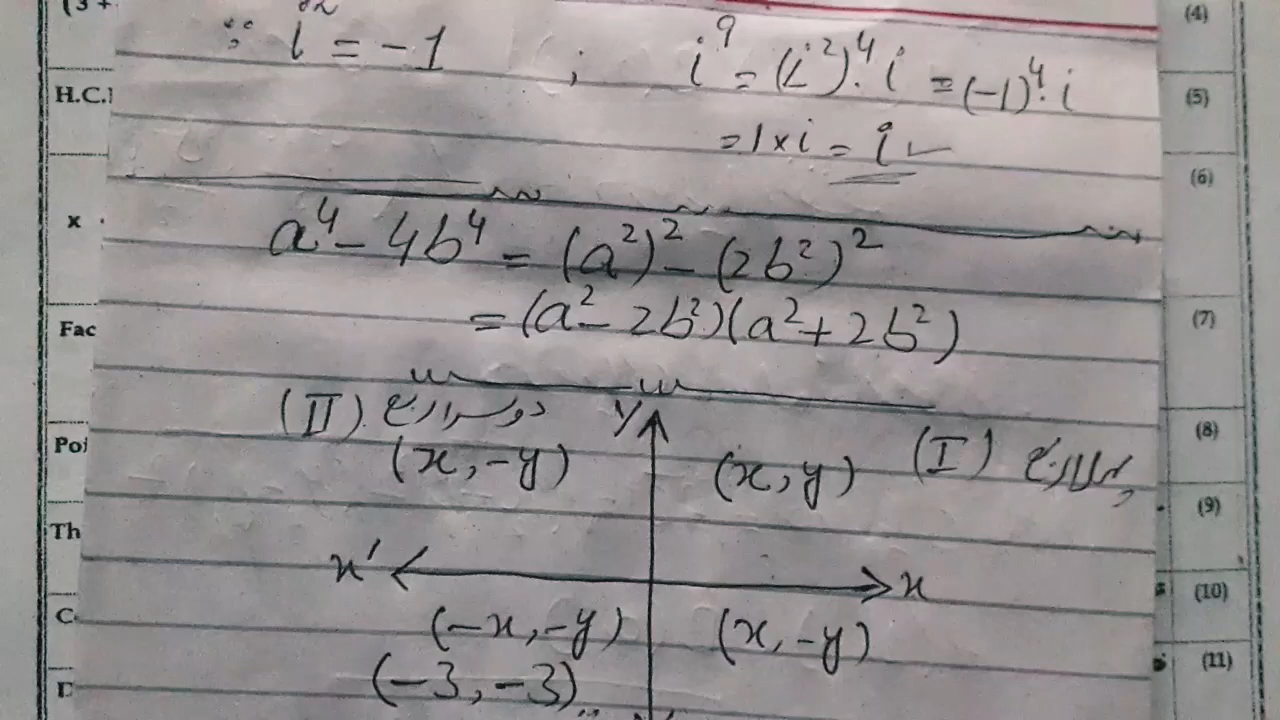 ∵ i² = -1 ; i⁹ = (i²)⁴. i = (-1)⁴. i
= 1 x i = i
a⁴ - 4b⁴ = (a²)² - (2b²)²
= (a² - 2b²)(a² + 2b²)
(II) دوسرا ربع y
(x, -y) (x, y) (I) پہلا ربع
x' x
(-x, -y) (x, -y)
(-3, -3)
H.C.
x
Fac
Poi
Th
C
(4)
(5)
(6)
(7)
(8)
(9)
(10)
(11)